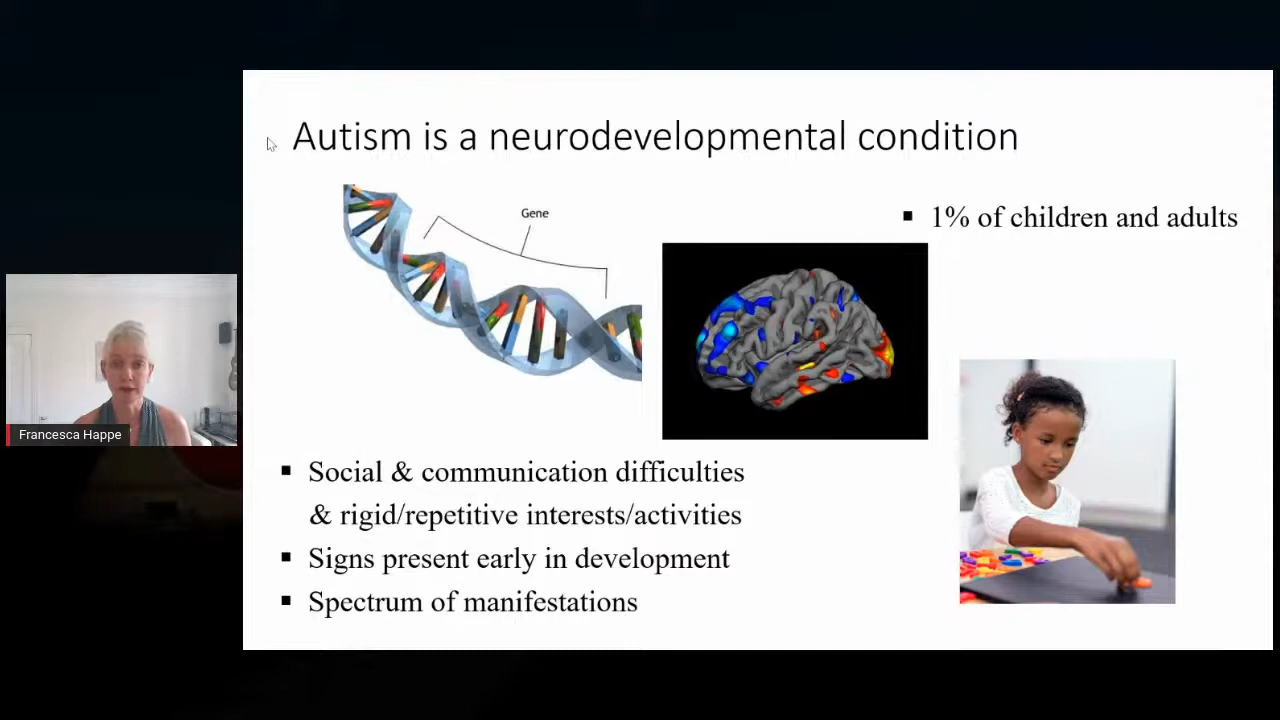 Autism is a neurodevelopmental condition
Gene
▪ 1% of children and adults
Francesca Happe
▪ Social & communication difficulties
& rigid/repetitive interests/activities
▪ Signs present early in development
▪ Spectrum of manifestations